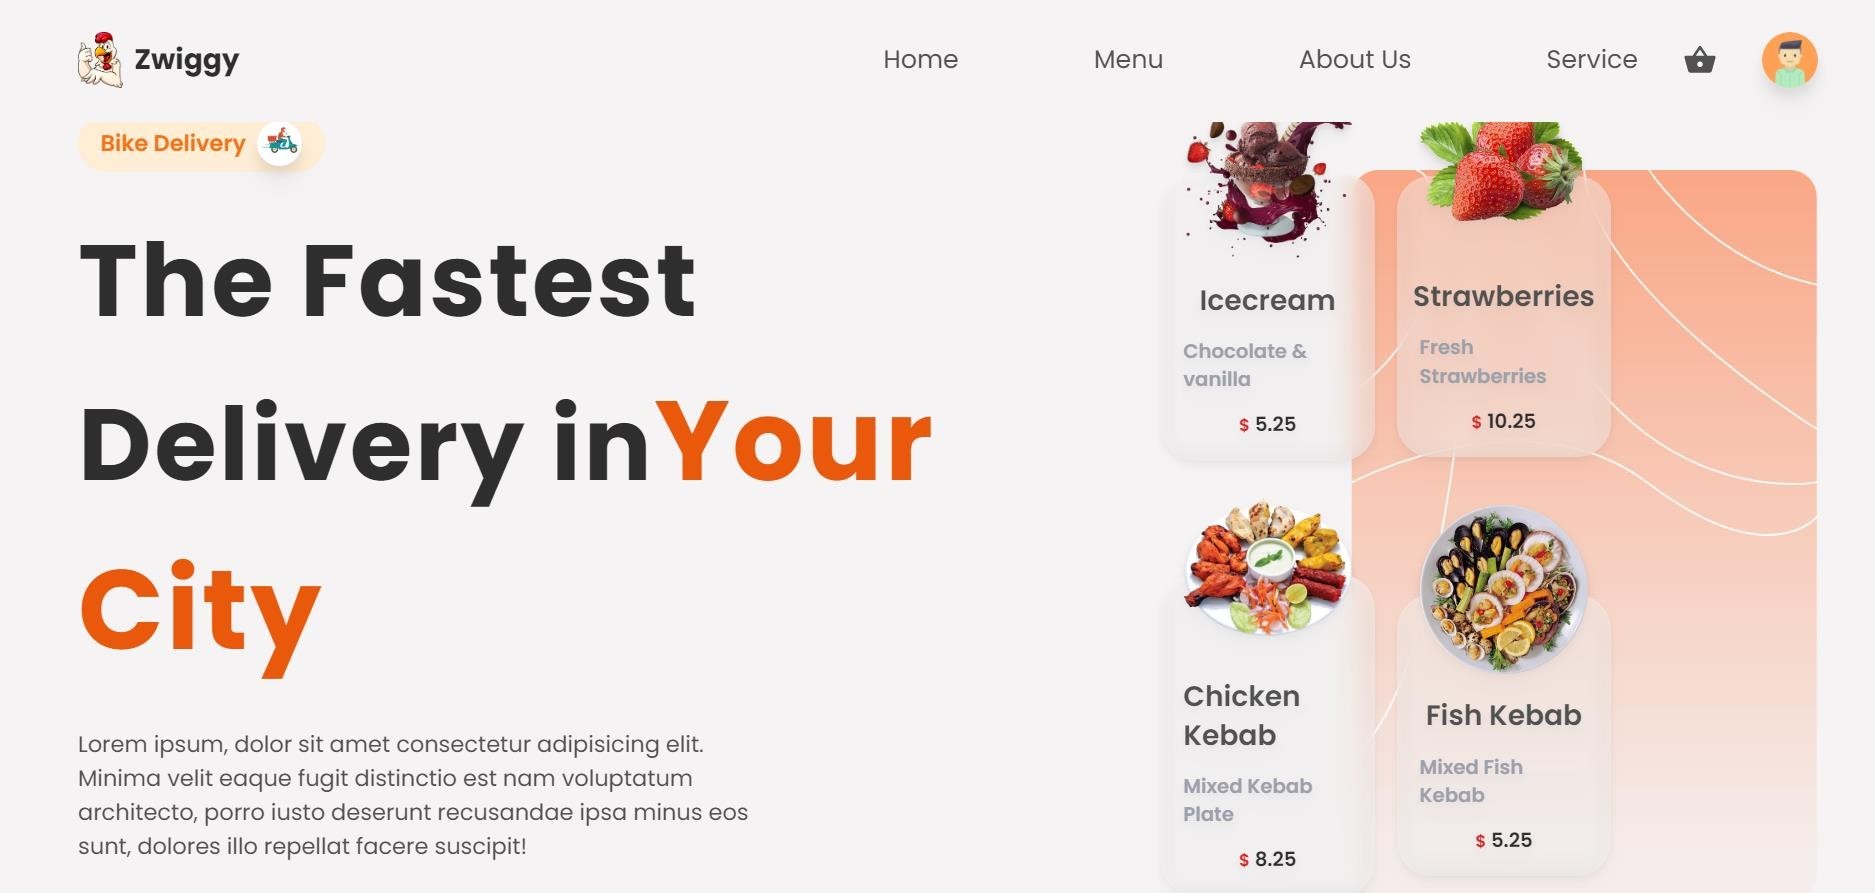 Zwiggy
Home
Menu
About Us
Service
Bike Delivery
The Fastest
Delivery in Your
City
Lorem ipsum, dolor sit amet consectetur adipisicing elit.
Minima velit eaque fugit distinctio est nam voluptatum
architecto, porro iusto deserunt recusandae ipsa minus eos
sunt, dolores illo repellat facere suscipit!
Icecream
Chocolate &
vanilla
$ 5.25
Strawberries
Fresh
Strawberries
$ 10.25
Chicken
Kebab
Mixed Kebab
Plate
$ 8.25
Fish Kebab
Mixed Fish
Kebab
$ 5.25